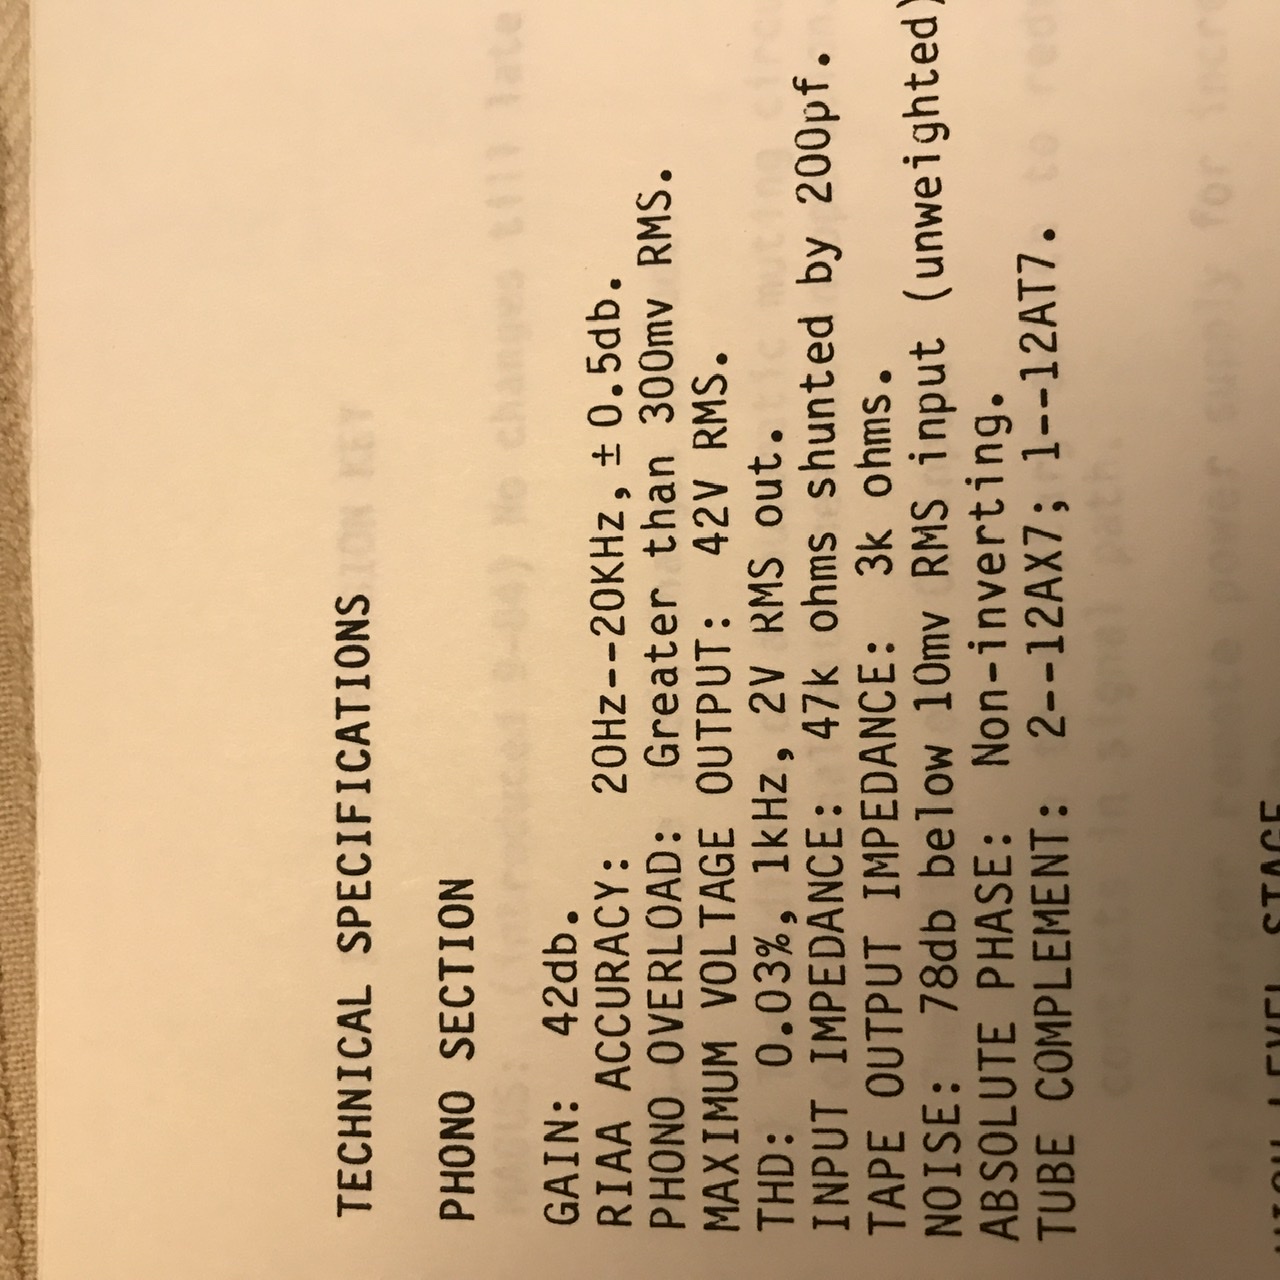 TECHNICAL SPECIFICATIONS
PHONO SECTION
GAIN: 42db.
RIAA ACCURACY: 20Hz--20KHz, ± 0.5db.
PHONO OVERLOAD: Greater than 300mv RMS.
MAXIMUM VOLTAGE OUTPUT: 42V RMS.
THD: 0.03%, 1kHz, 2V RMS out.
INPUT IMPEDANCE: 47k ohms shunted by 200pf.
TAPE OUTPUT IMPEDANCE: 3k ohms.
NOISE: 78db below 10mv RMS input (unweighted)
ABSOLUTE PHASE: Non-inverting.
TUBE COMPLEMENT: 2--12AX7; 1--12AT7.
LEVEL STAGE